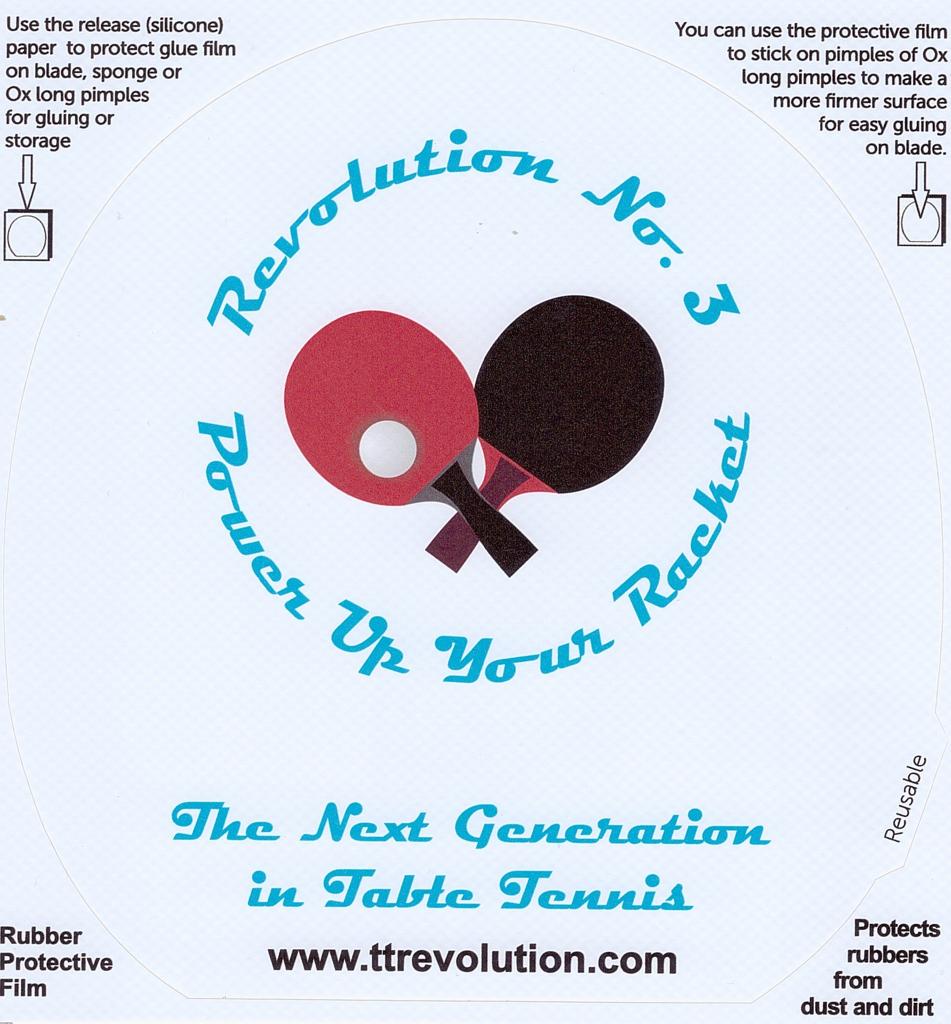 Use the release (silicone)
paper to protect glue film
on blade, sponge or
Ox long pimples
for gluing or
storage
You can use the protective film
to stick on pimples of Ox
long pimples to make a
more firmer surface
for easy gluing
on blade.
Revolution No. 3
Power Up Your Racket
Reusable
The Next Generation
in Table Tennis
www.ttrevolution.com
Rubber
Protective
Film
Protects
rubbers
from
dust and dirt